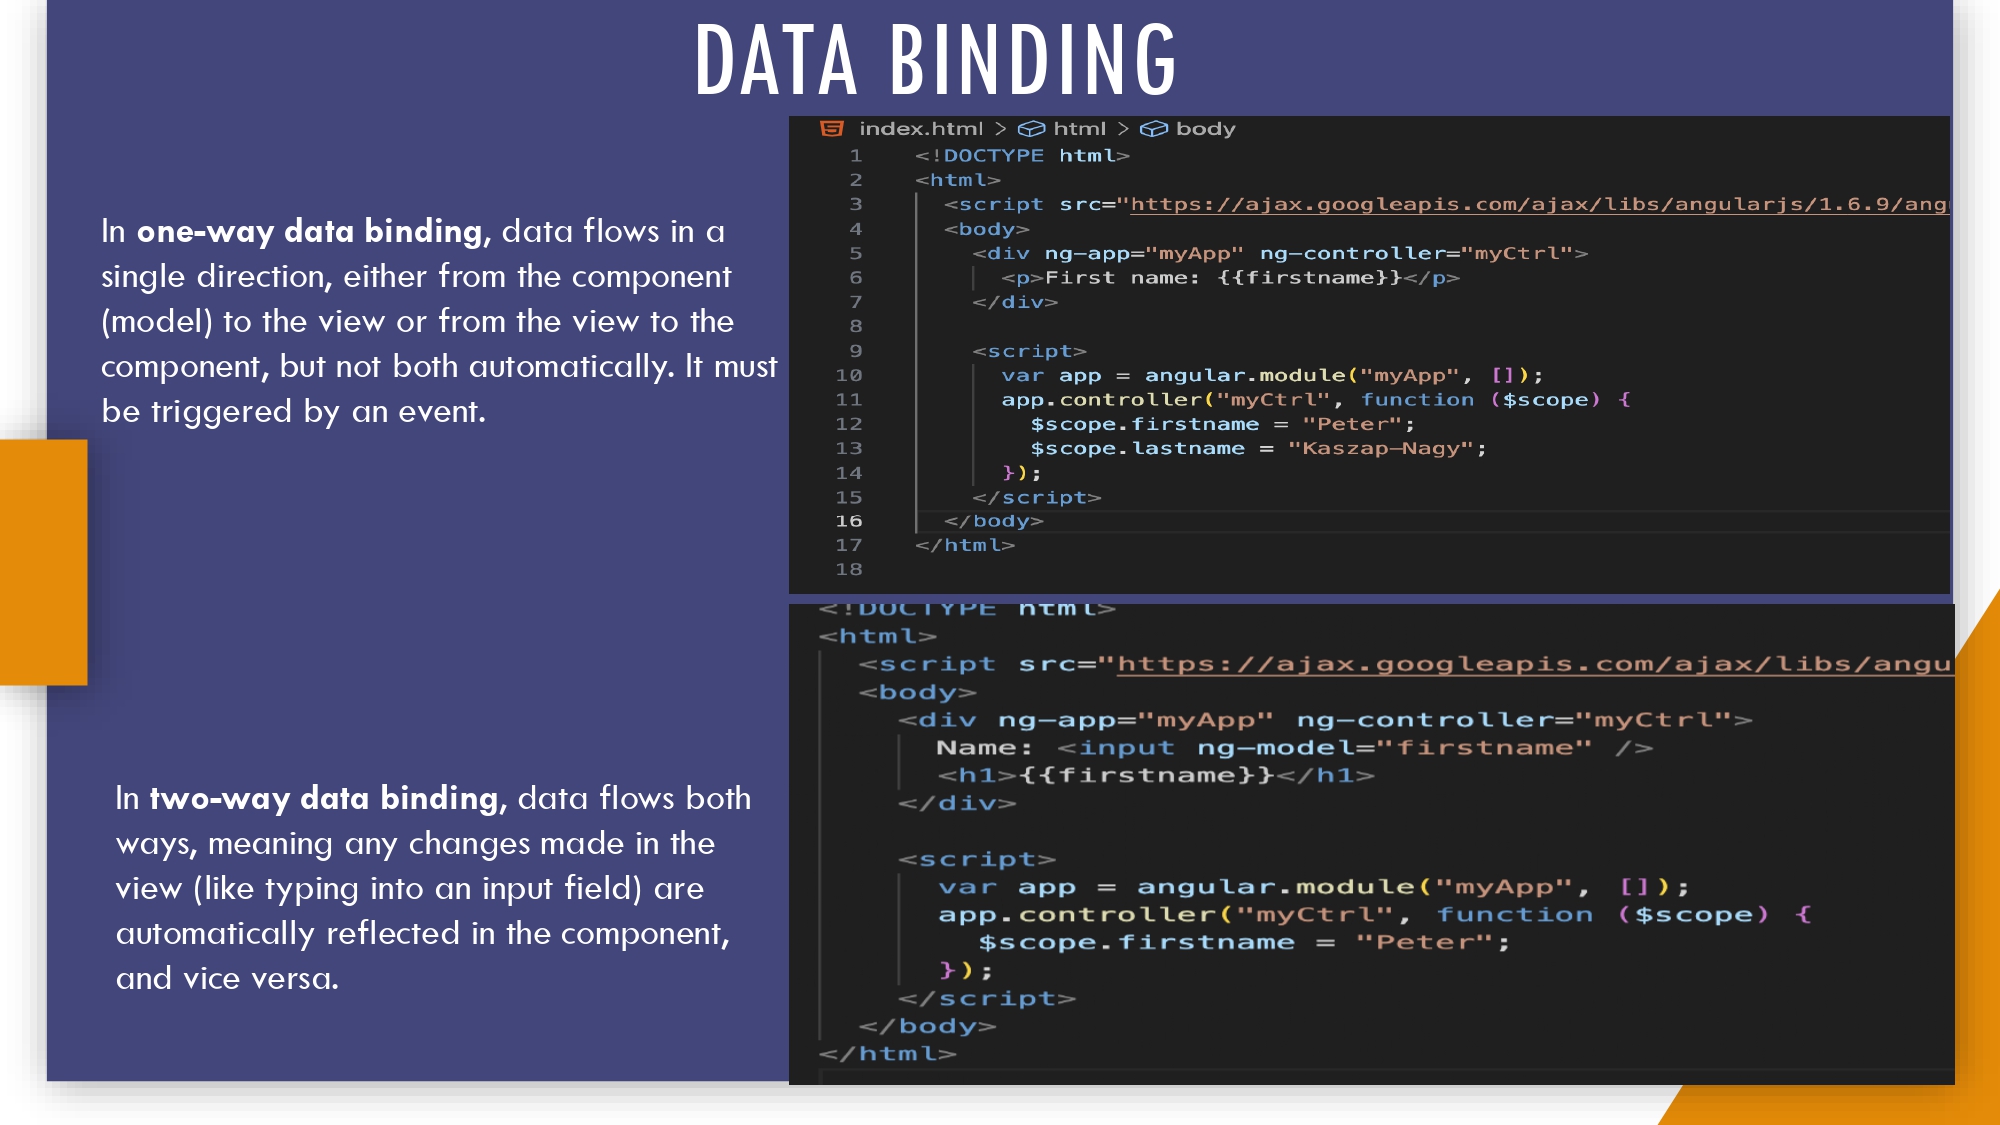 DATA BINDING
In one-way data binding, data flows in a
single direction, either from the component
(model) to the view or from the view to the
component, but not both automatically. It must
be triggered by an event.
index.html > html > body
1 <!DOCTYPE html>
2 <html>
3 <script src="https://ajax.googleapis.com/ajax/libs/angularjs/1.6.9/ang
4 <body>
5 <div ng-app="myApp" ng-controller="myCtrl">
6 <p>First name: {{firstname}}</p>
7 </div>
8
9 <script>
10 var app = angular.module("myApp", []);
11 app.controller("myCtrl", function ($scope) {
12 $scope.firstname = "Peter";
13 $scope.lastname = "Kaszap-Nagy";
14 });
15 </script>
16 </body>
17 </html>
18
In two-way data binding, data flows both
ways, meaning any changes made in the
view (like typing into an input field) are
automatically reflected in the component,
and vice versa.
<!DOCTYPE html>
<html>
<script src="https://ajax.googleapis.com/ajax/libs/angu
<body>
<div ng-app="myApp" ng-controller="myCtrl">
Name: <input ng-model="firstname" />
<h1>{{firstname}}</h1>
</div>
<script>
var app = angular.module("myApp", []);
app.controller("myCtrl", function ($scope) {
$scope.firstname = "Peter";
});
</script>
</body>
</html>